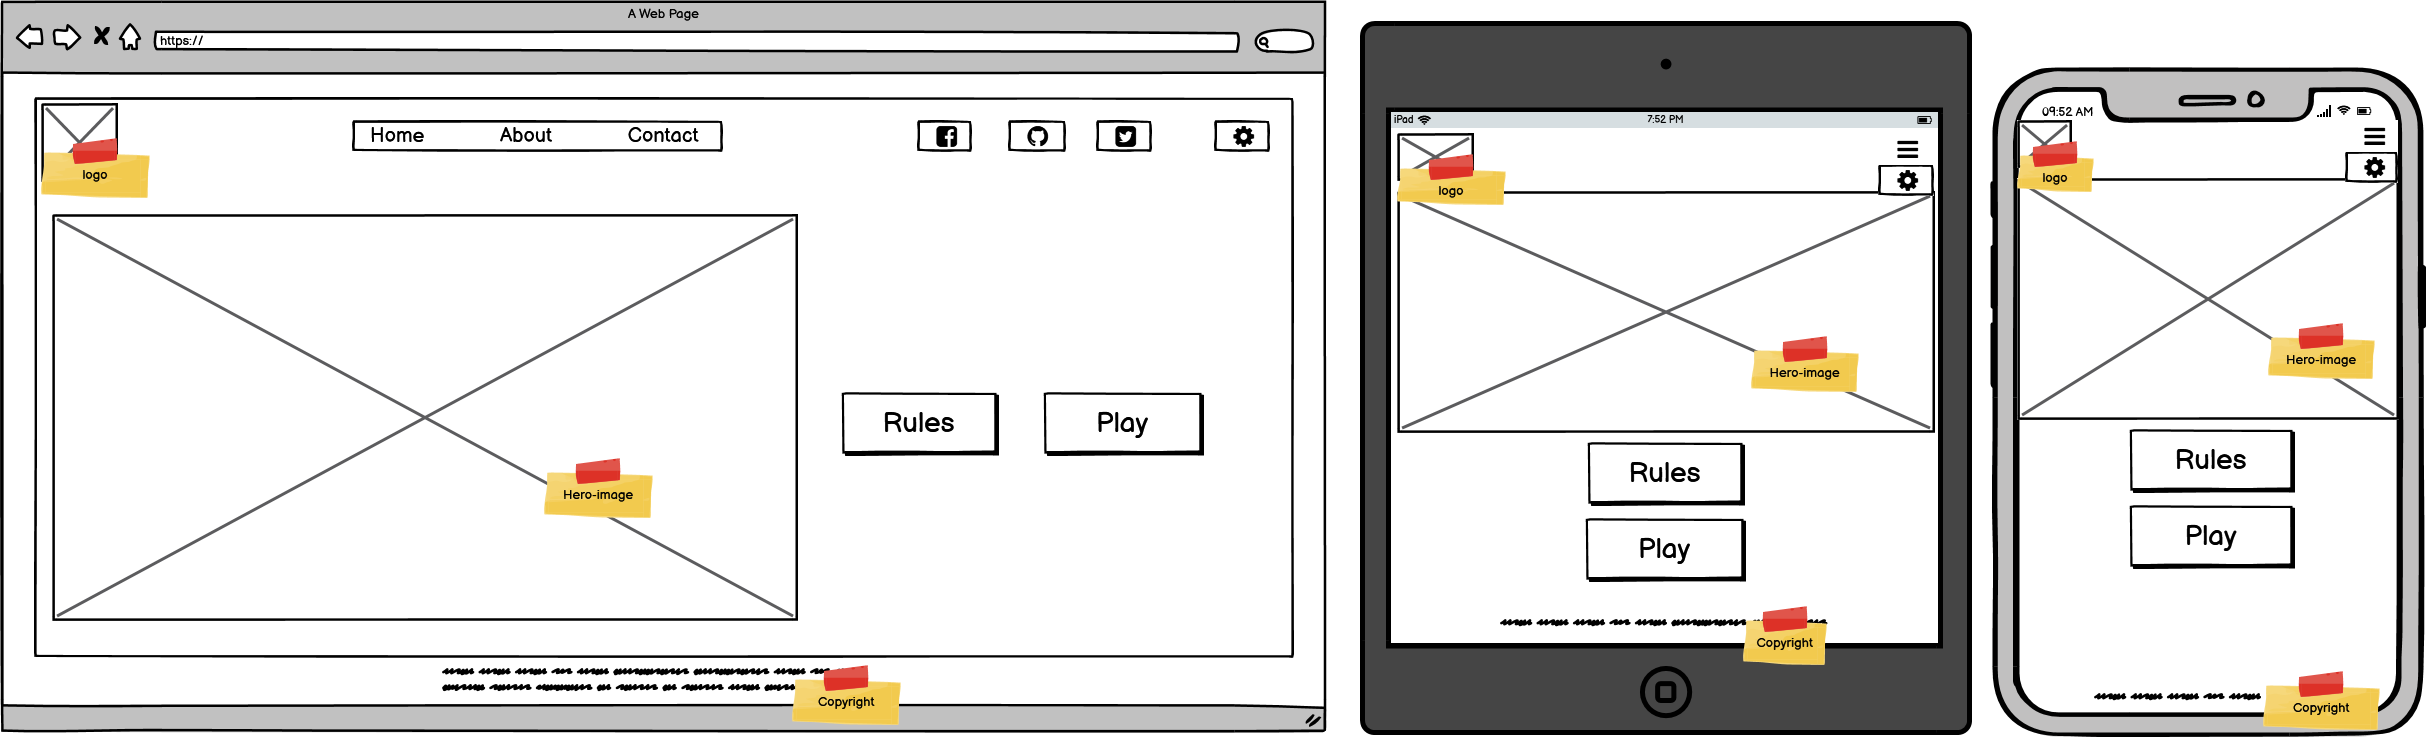 A Web Page
https://
Home About Contact
logo
Hero-image
Rules Play
Copyright
iPad 7:52 PM
logo
Hero-image
Rules
Play
Copyright
09:52 AM
logo
Hero-image
Rules
Play
Copyright